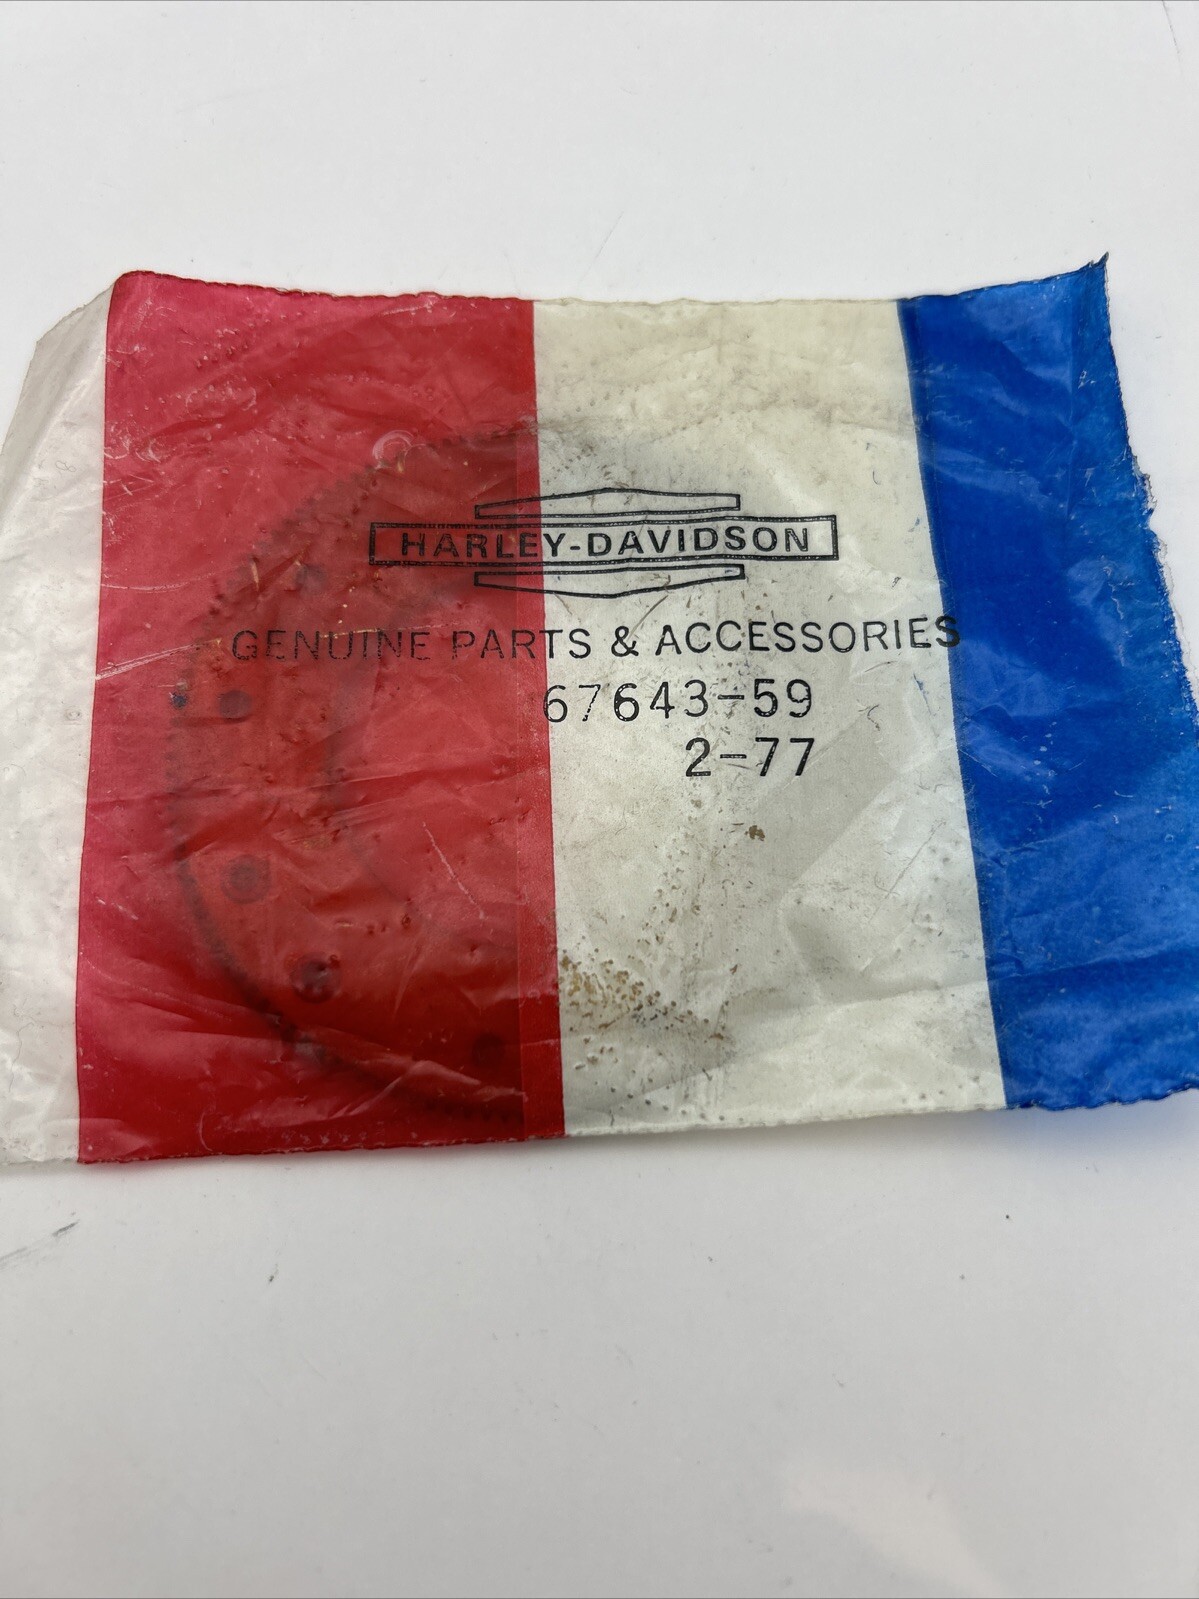 HARLEY-DAVIDSON
GENUINE PARTS & ACCESSORIES
67643-59
2-77